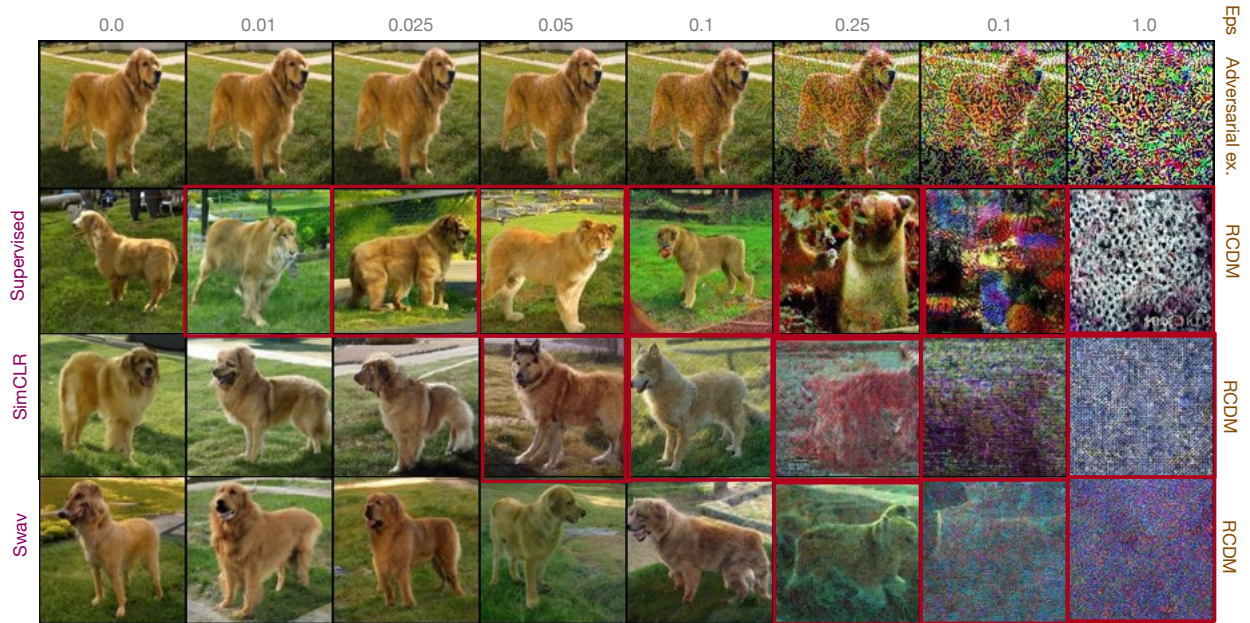 0.0 0.01 0.025 0.05 0.1 0.25 0.1 1.0 Eps
Adversarial ex.
Supervised RCDM
SimCLR RCDM
Swav RCDM